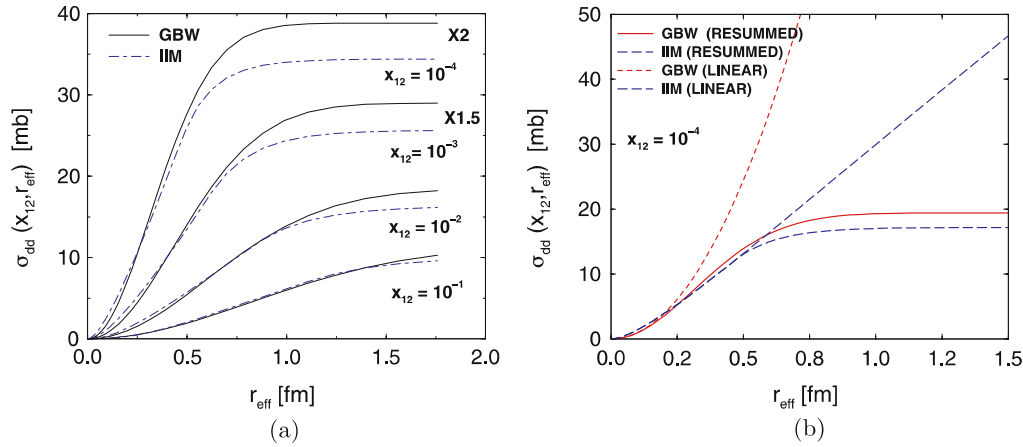 60
50
40
30
20
10
0
σdd (x12,reff) [mb]
GBW
IIM
X2
x12 = 10-4
X1.5
x12 = 10-3
x12 = 10-2
x12 = 10-1
0.0 0.5 1.0 1.5 2.0
reff [fm]
(a)
50
40
30
20
10
0
σdd (x12,reff) [mb]
GBW (RESUMMED)
IIM (RESUMMED)
GBW (LINEAR)
IIM (LINEAR)
x12 = 10-4
0.0 0.2 0.5 0.8 1.0 1.2 1.5
reff [fm]
(b)